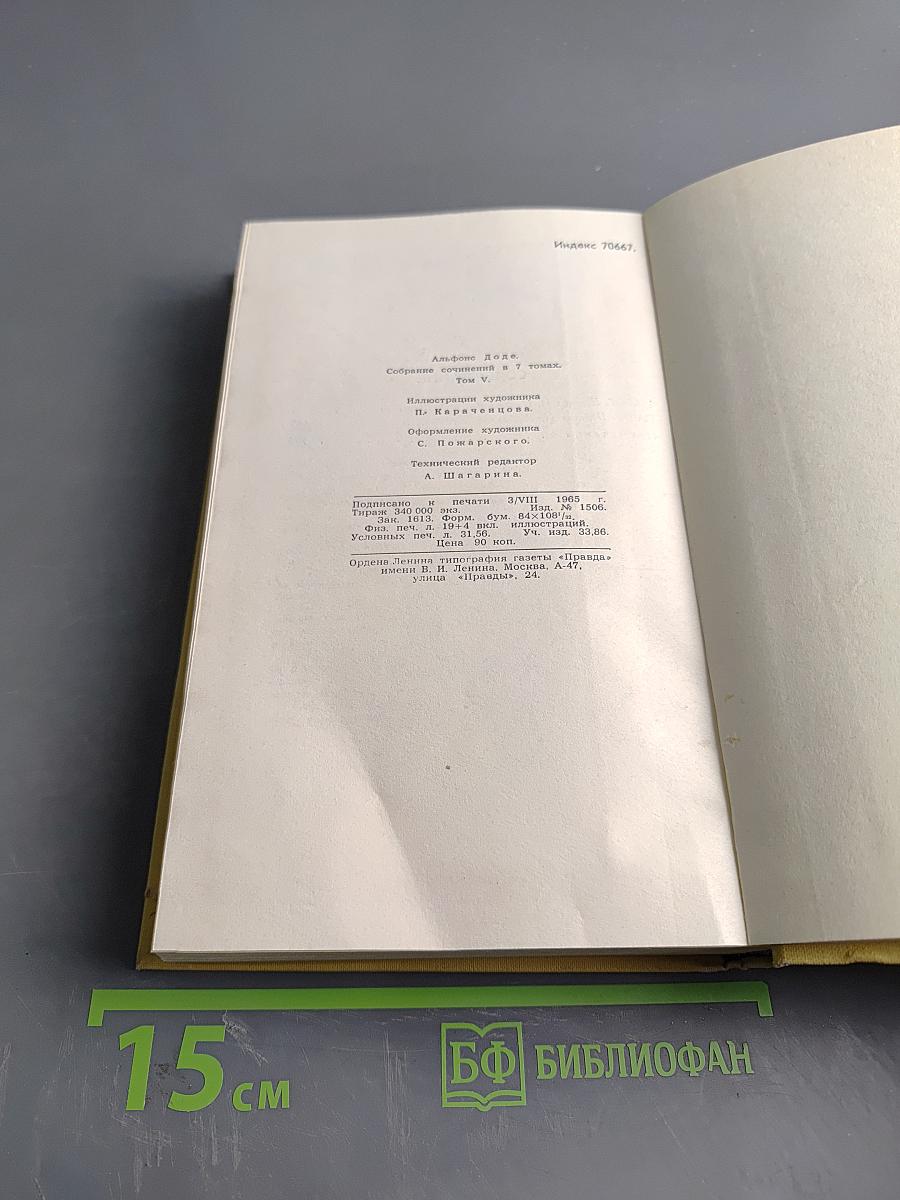 Индекс 70667.
Альфонс Доде.
Собрание сочинений в 7 томах.
Том V.
Иллюстрации художника
П. Караченцова.
Оформление художника
С. Пожарского.
Технический редактор
А. Шагарина.
Подписано к печати 3/VIII 1965 г.
Тираж 340 000 экз. Изд. № 1506.
Зак. 1613. Форм. бум. 84×108¹/₃₂.
Физ. печ. л. 19+4 вкл. иллюстраций.
Условных печ. л. 31,56. Уч. изд. 33,86.
Цена 90 коп.
Ордена Ленина типография газеты «Правда»
имени В. И. Ленина. Москва, А-47,
улица «Правды», 24.
15 см
БФ БИБЛИОФАН